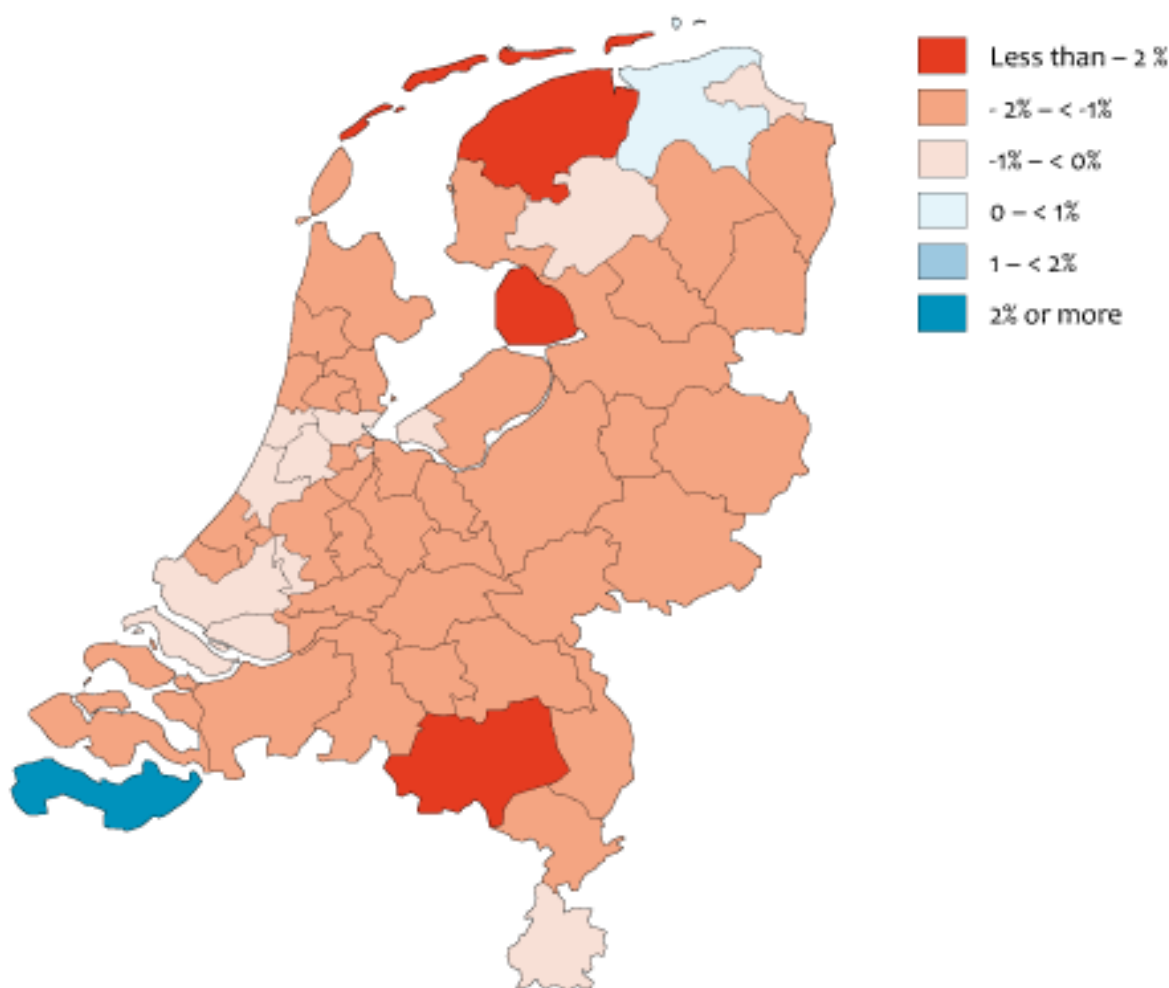 Less than – 2 %
- 2% – < -1%
-1% – < 0%
0 – < 1%
1 – < 2%
2% or more